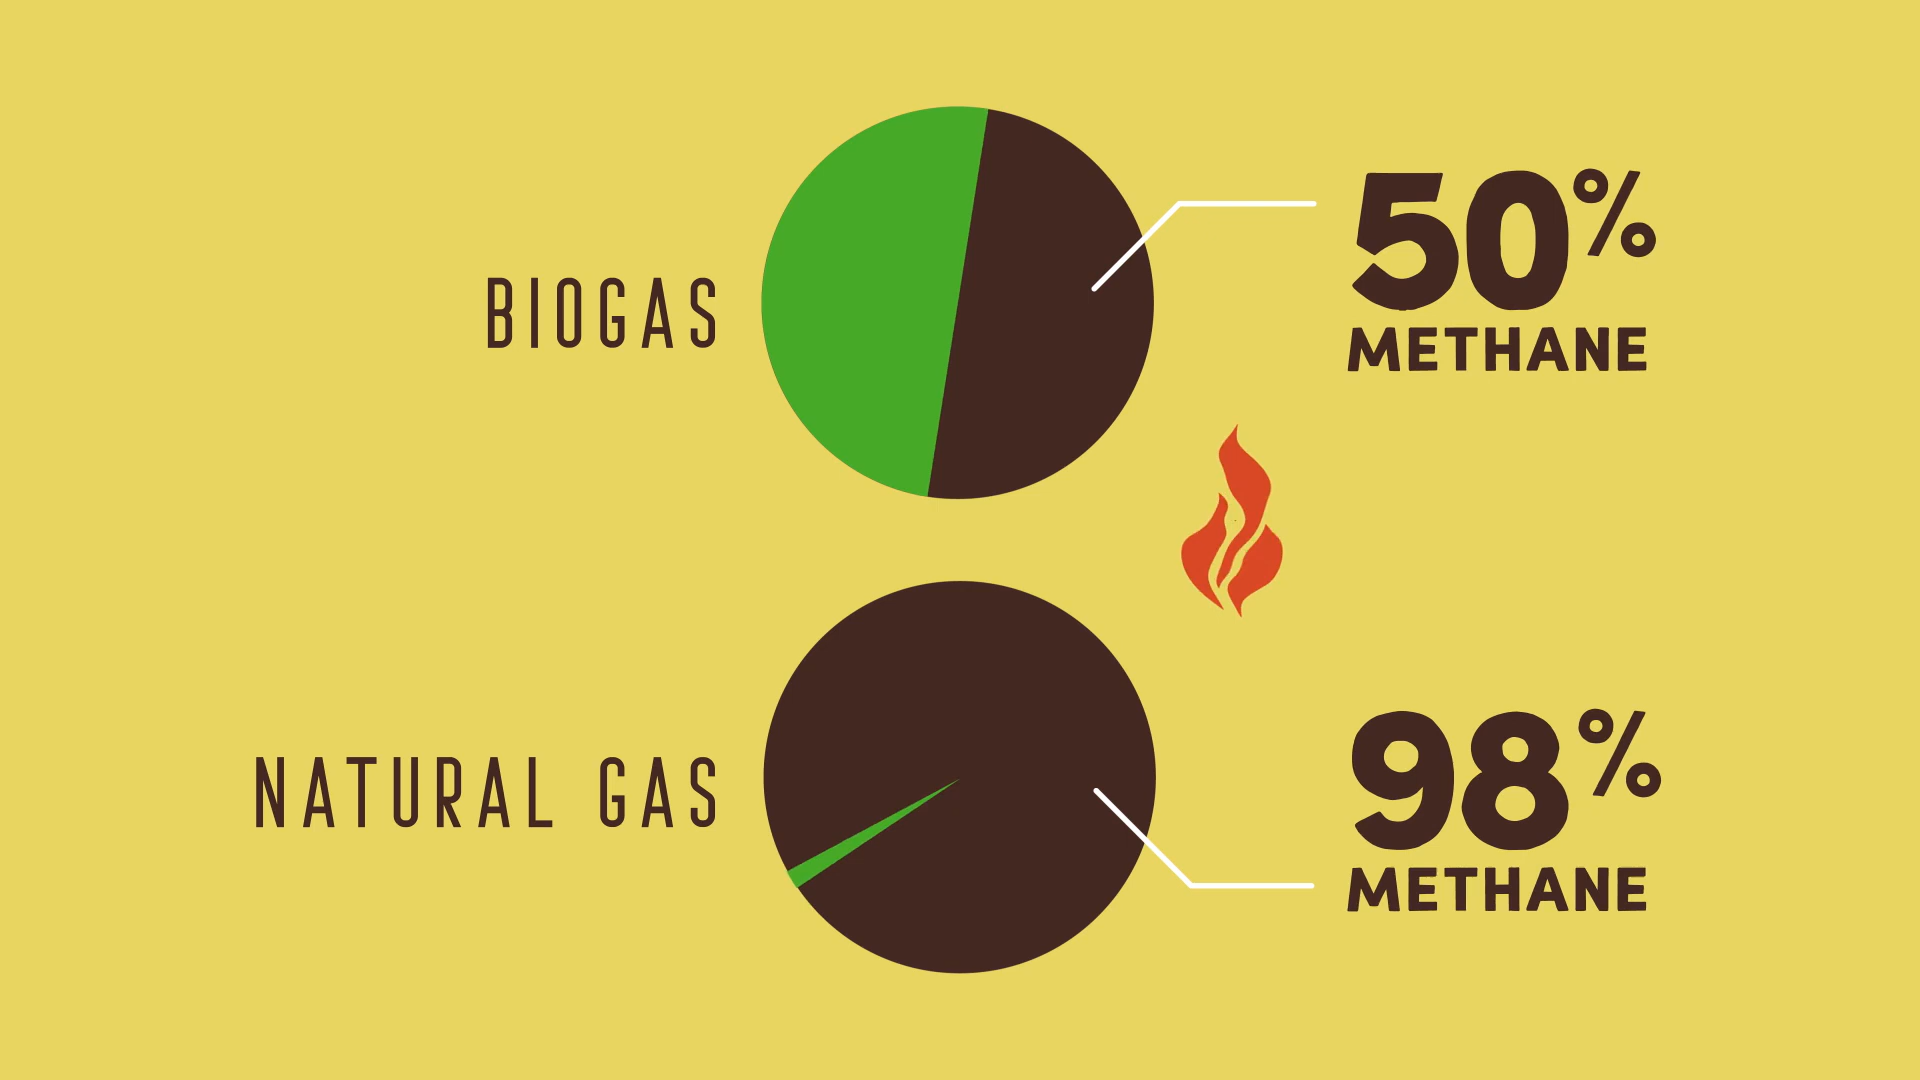 BIOGAS
50%
METHANE
NATURAL GAS
98%
METHANE